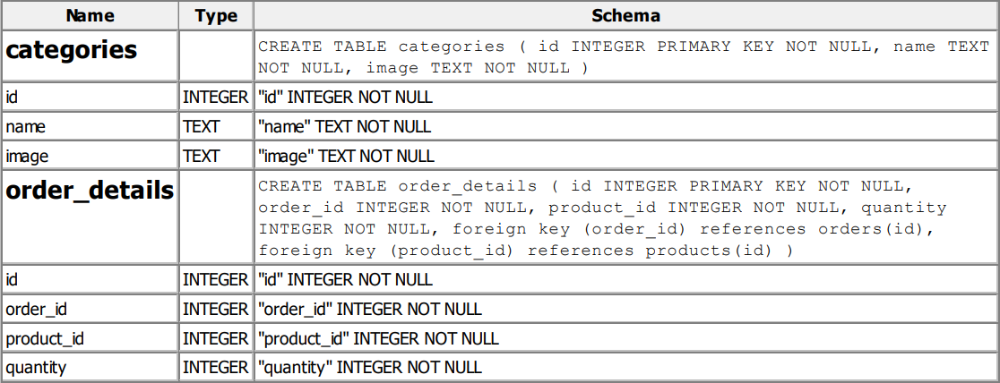 Name Type Schema
categories CREATE TABLE categories ( id INTEGER PRIMARY KEY NOT NULL, name TEXT
NOT NULL, image TEXT NOT NULL )
id INTEGER "id" INTEGER NOT NULL
name TEXT "name" TEXT NOT NULL
image TEXT "image" TEXT NOT NULL
order_details CREATE TABLE order_details ( id INTEGER PRIMARY KEY NOT NULL,
order_id INTEGER NOT NULL, product_id INTEGER NOT NULL, quantity
INTEGER NOT NULL, foreign key (order_id) references orders(id),
foreign key (product_id) references products(id) )
id INTEGER "id" INTEGER NOT NULL
order_id INTEGER "order_id" INTEGER NOT NULL
product_id INTEGER "product_id" INTEGER NOT NULL
quantity INTEGER "quantity" INTEGER NOT NULL